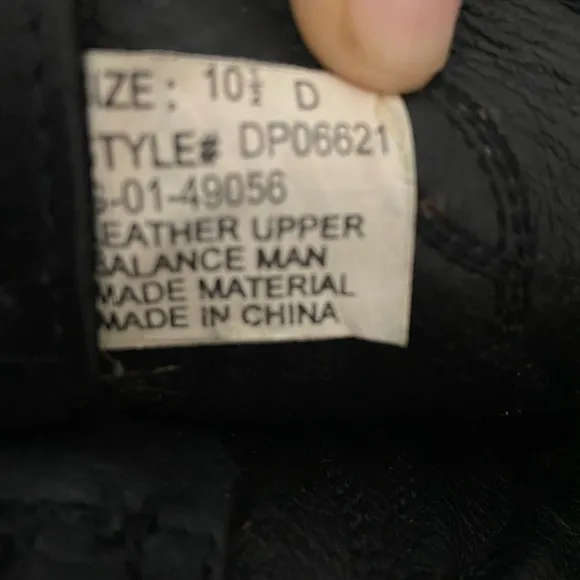 IZE: 10½ D
TYLE# DP06621
-01-49056
EATHER UPPER
BALANCE MAN
MADE MATERIAL
MADE IN CHINA